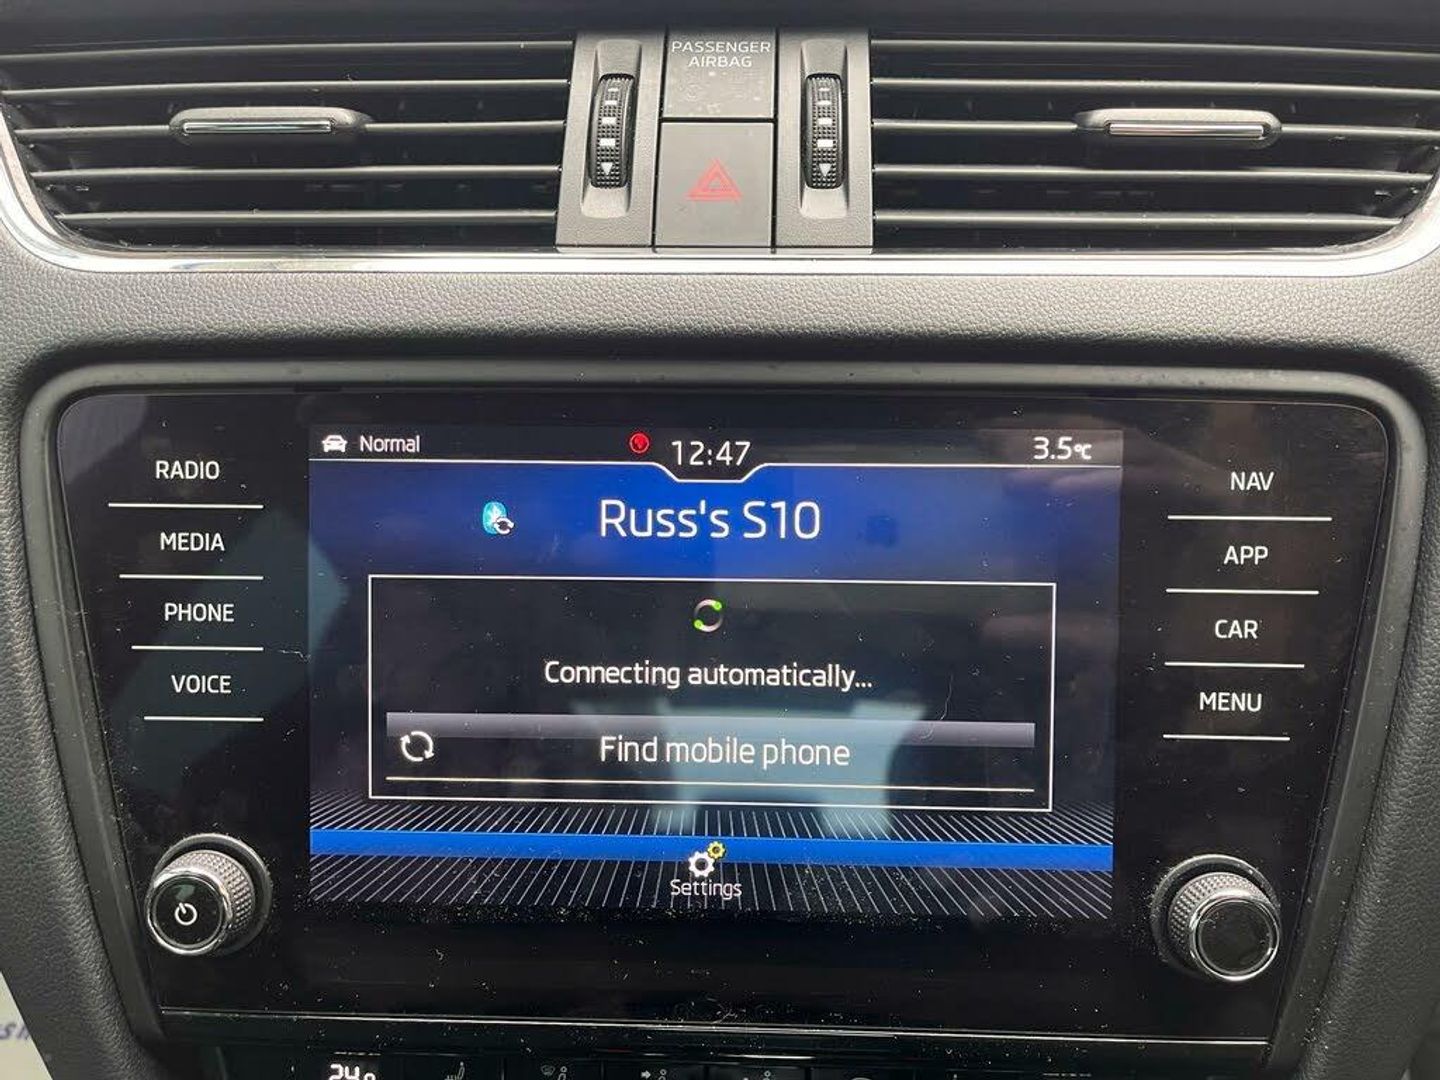 PASSENGER
AIRBAG
Normal
12:47
3.5°C
RADIO
MEDIA
PHONE
VOICE
Russ's S10
Connecting automatically...
Find mobile phone
Settings
NAV
APP
CAR
MENU